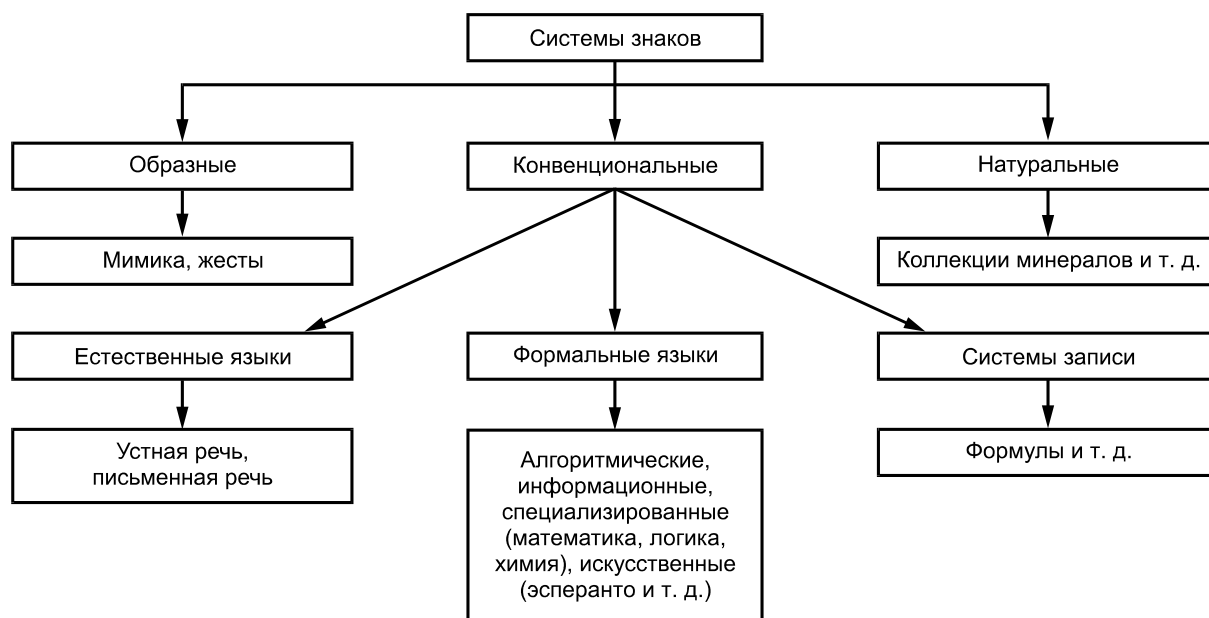 Системы знаков
Образные
Конвенциональные
Натуральные
Мимика, жесты
Коллекции минералов и т. д.
Естественные языки
Формальные языки
Системы записи
Устная речь,
письменная речь
Алгоритмические,
информационные,
специализированные
(математика, логика,
химия), искусственные
(эсперанто и т. д.)
Формулы и т. д.